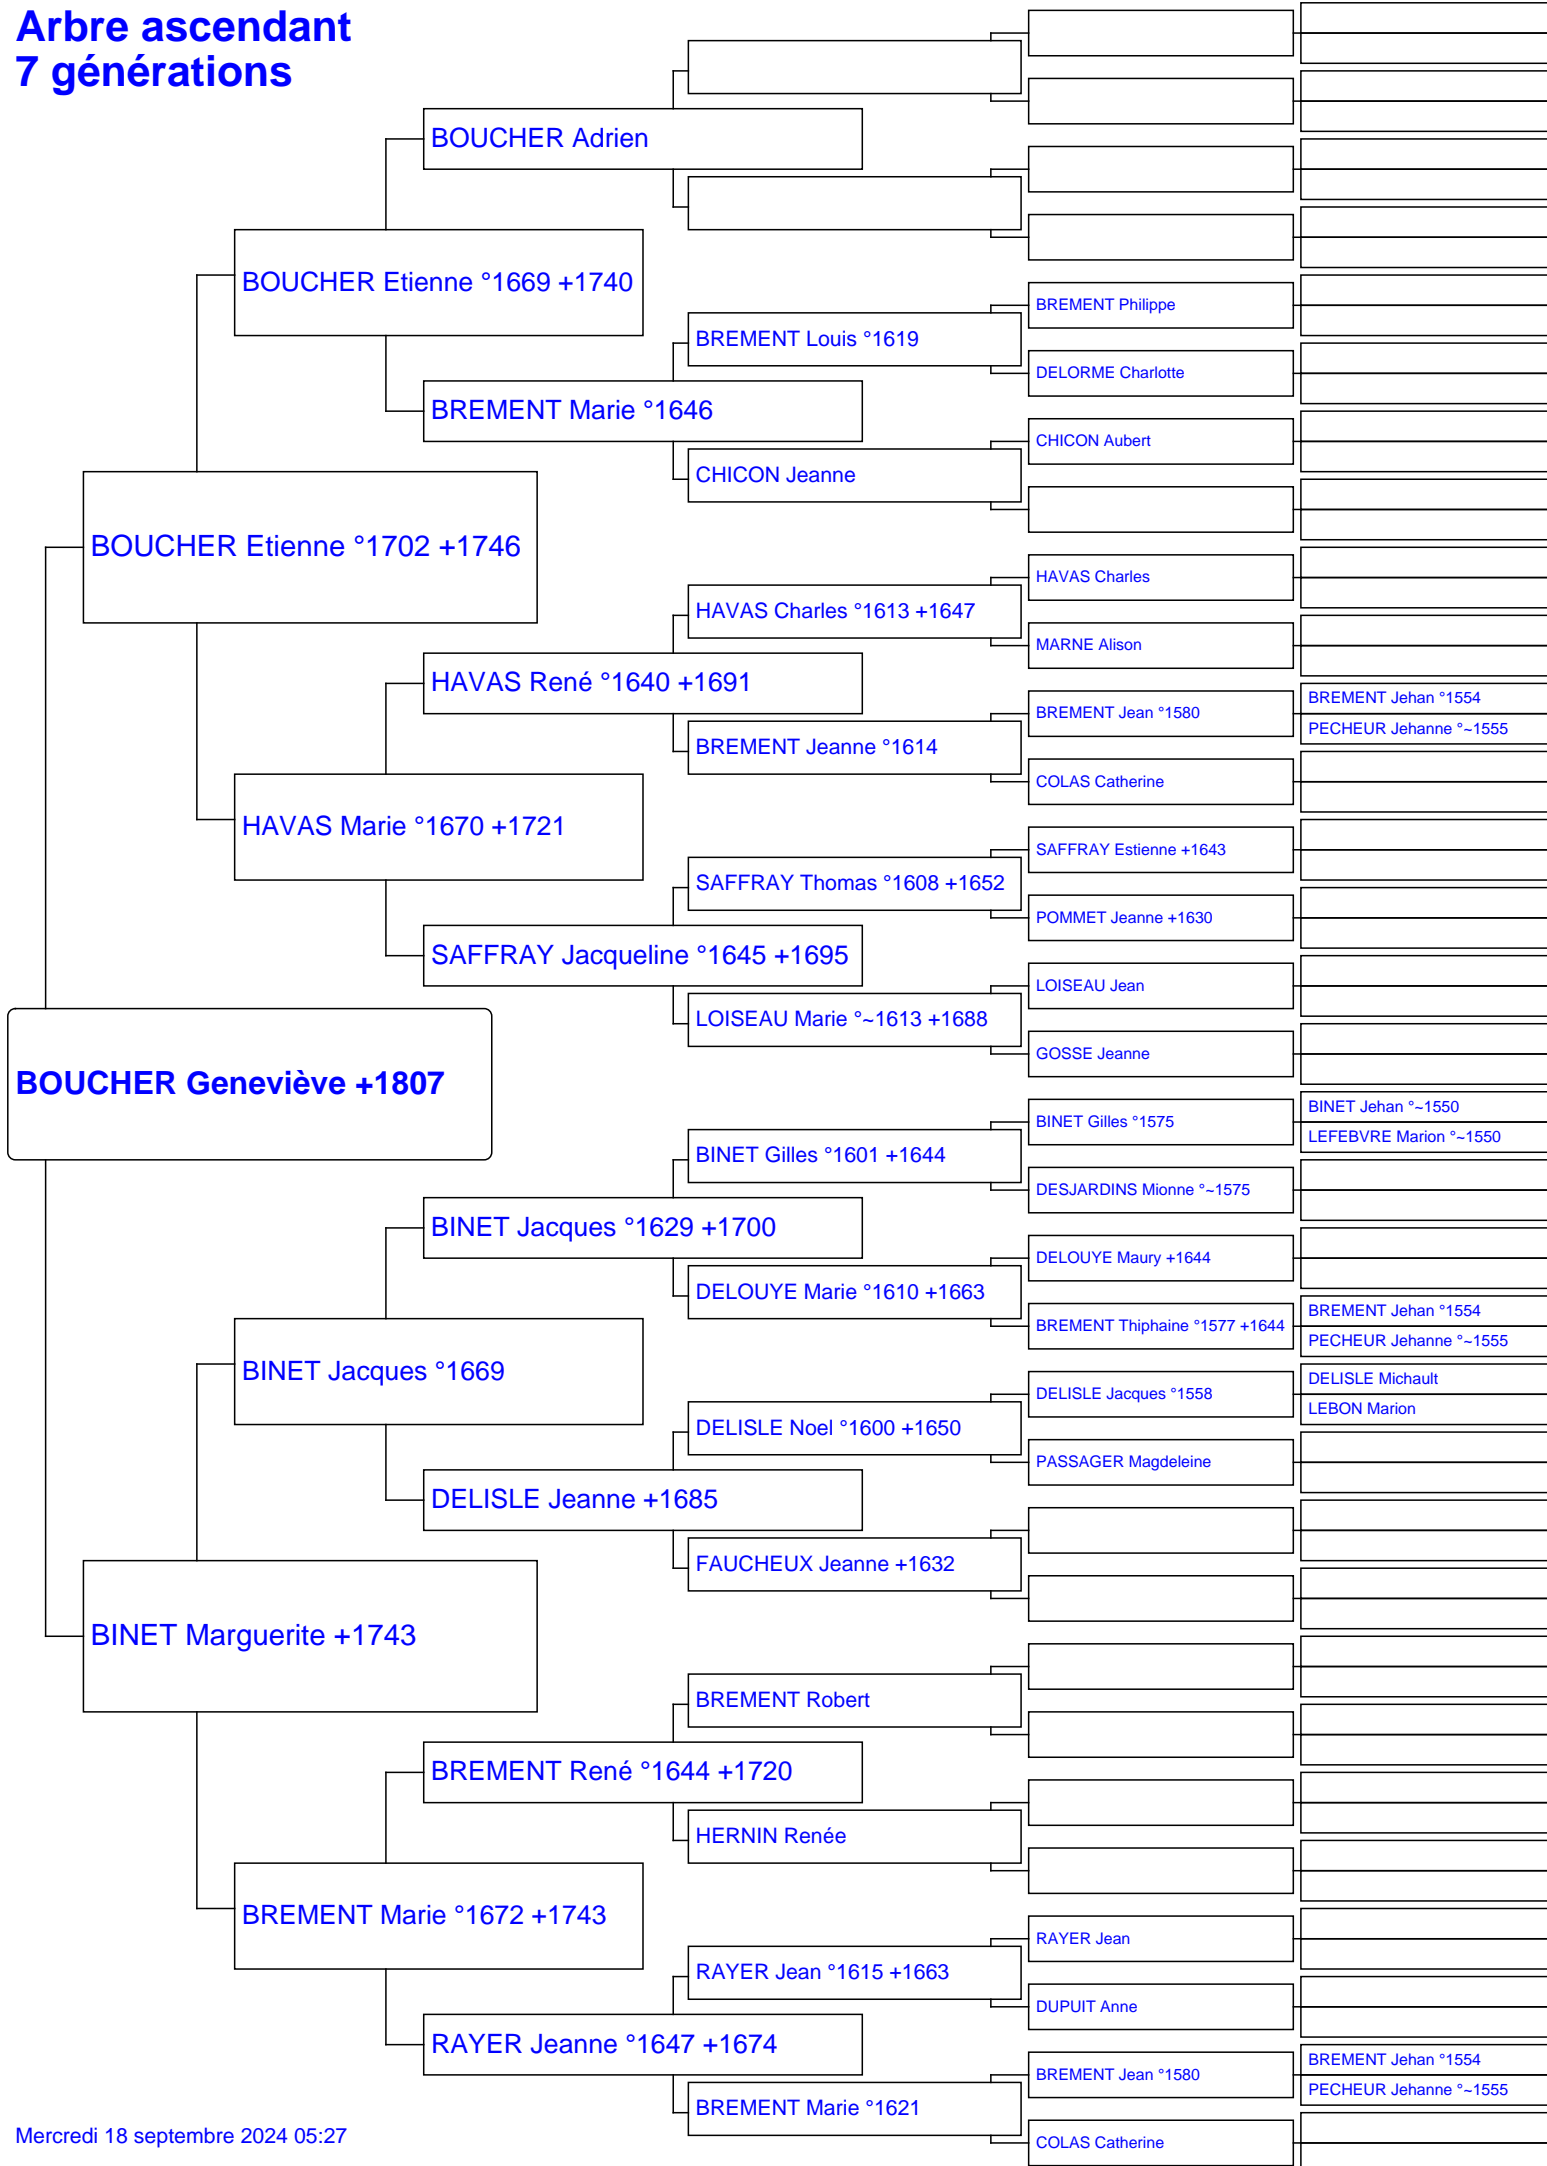 Arbre ascendant
7 générations
BOUCHER Adrien
BOUCHER Etienne °1669 +1740
BREMENT Philippe
BREMENT Louis °1619
DELORME Charlotte
BREMENT Marie °1646
CHICON Aubert
CHICON Jeanne
BOUCHER Etienne °1702 +1746
HAVAS Charles
HAVAS Charles °1613 +1647
MARNE Alison
HAVAS René °1640 +1691
BREMENT Jehan °1554
BREMENT Jean °1580
PECHEUR Jehanne °~1555
BREMENT Jeanne °1614
COLAS Catherine
HAVAS Marie °1670 +1721
SAFFRAY Estienne +1643
SAFFRAY Thomas °1608 +1652
POMMET Jeanne +1630
SAFFRAY Jacqueline °1645 +1695
LOISEAU Jean
LOISEAU Marie °~1613 +1688
GOSSE Jeanne
BOUCHER Geneviève +1807
BINET Jehan °~1550
BINET Gilles °1575
LEFEBVRE Marion °~1550
BINET Gilles °1601 +1644
DESJARDINS Mionne °~1575
BINET Jacques °1629 +1700
DELOUYE Maury +1644
DELOUYE Marie °1610 +1663
BREMENT Jehan °1554
BREMENT Thiphaine °1577 +1644
PECHEUR Jehanne °~1555
BINET Jacques °1669
DELISLE Michault
DELISLE Jacques °1558
LEBON Marion
DELISLE Noel °1600 +1650
PASSAGER Magdeleine
DELISLE Jeanne +1685
FAUCHEUX Jeanne +1632
BINET Marguerite +1743
BREMENT Robert
BREMENT René °1644 +1720
HERNIN Renée
BREMENT Marie °1672 +1743
RAYER Jean
RAYER Jean °1615 +1663
DUPUIT Anne
RAYER Jeanne °1647 +1674
BREMENT Jehan °1554
BREMENT Jean °1580
PECHEUR Jehanne °~1555
BREMENT Marie °1621
COLAS Catherine
Mercredi 18 septembre 2024 05:27